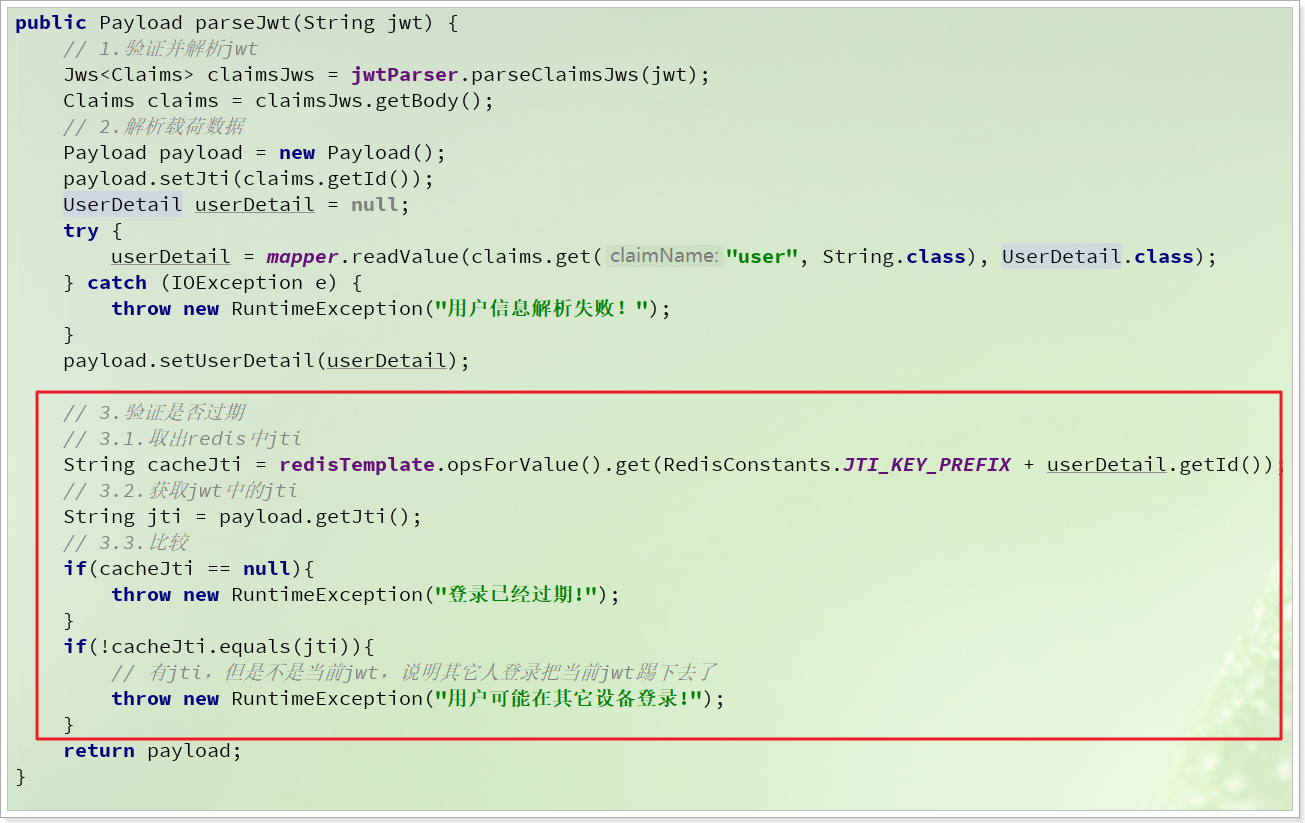 public Payload parseJwt(String jwt) {
    // 1.验证并解析jwt
    Jws<Claims> claimsJws = jwtParser.parseClaimsJws(jwt);
    Claims claims = claimsJws.getBody();
    // 2.解析载荷数据
    Payload payload = new Payload();
    payload.setJti(claims.getId());
    UserDetail userDetail = null;
    try {
        userDetail = mapper.readValue(claims.get( claimName: "user", String.class), UserDetail.class);
    } catch (IOException e) {
        throw new RuntimeException("用户信息解析失败！");
    }
    payload.setUserDetail(userDetail);
    // 3.验证是否过期
    // 3.1.取出redis中jti
    String cacheJti = redisTemplate.opsForValue().get(RedisConstants.JTI_KEY_PREFIX + userDetail.getId());
    // 3.2.获取jwt中的jti
    String jti = payload.getJti();
    // 3.3.比较
    if(cacheJti == null){
        throw new RuntimeException("登录已经过期!");
    }
    if(!cacheJti.equals(jti)){
        // 有jti，但是不是当前jwt，说明其它人登录把当前jwt踢下去了
        throw new RuntimeException("用户可能在其它设备登录!");
    }
    return payload;
}